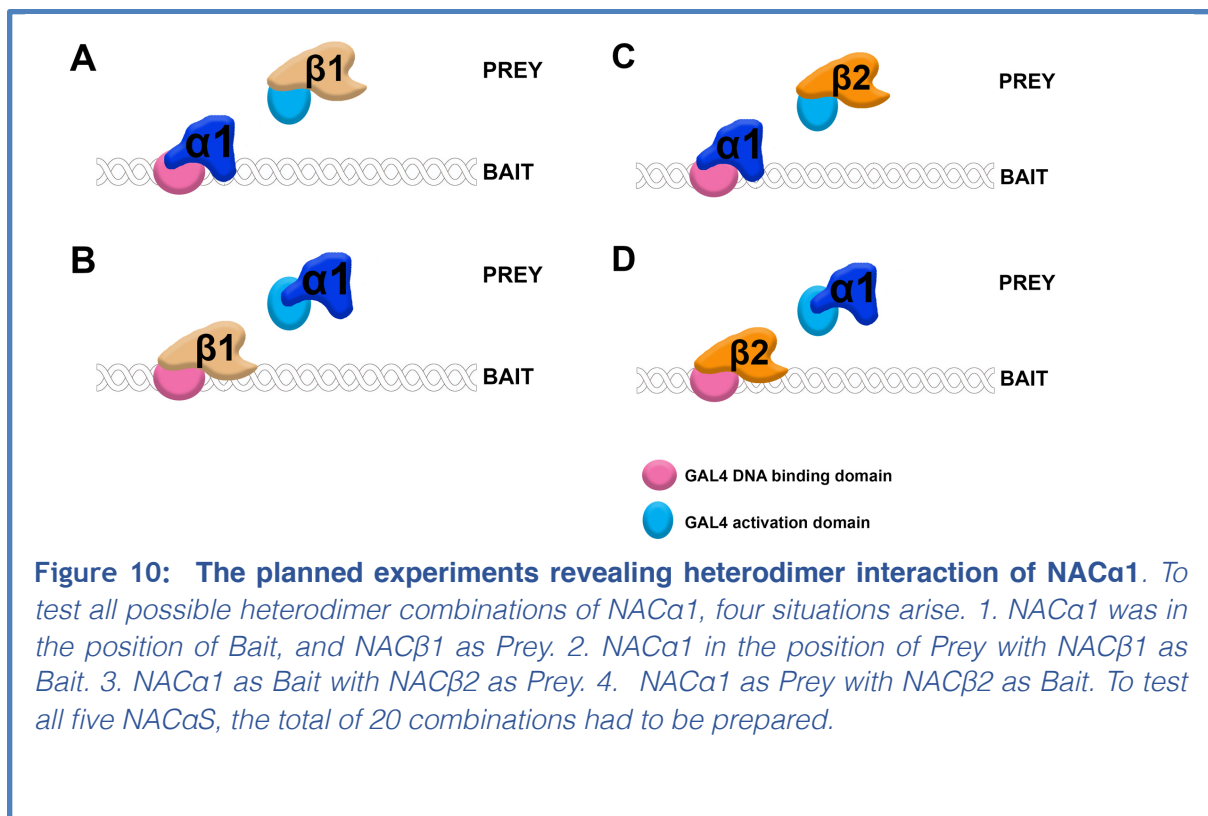 A
β1
PREY
α1
BAIT
C
β2
PREY
α1
BAIT
B
α1
PREY
β1
BAIT
D
α1
PREY
β2
BAIT
GAL4 DNA binding domain
GAL4 activation domain
Figure 10: The planned experiments revealing heterodimer interaction of NACα1. To
test all possible heterodimer combinations of NACα1, four situations arise. 1. NACα1 was in
the position of Bait, and NACβ1 as Prey. 2. NACα1 in the position of Prey with NACβ1 as
Bait. 3. NACα1 as Bait with NACβ2 as Prey. 4. NACα1 as Prey with NACβ2 as Bait. To test
all five NACαS, the total of 20 combinations had to be prepared.